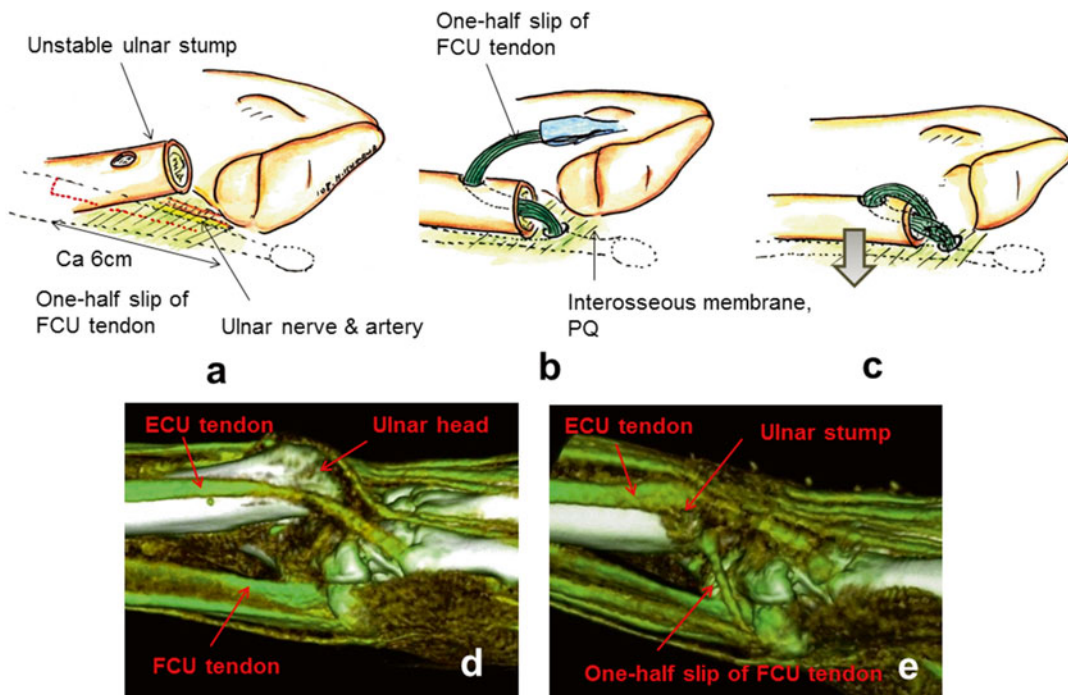 Unstable ulnar stump
One-half slip of
FCU tendon
Ca 6cm
One-half slip of
FCU tendon
Ulnar nerve & artery
Interosseous membrane,
PQ
a
b
c
ECU tendon
Ulnar head
FCU tendon
d
ECU tendon
Ulnar stump
One-half slip of FCU tendon
e